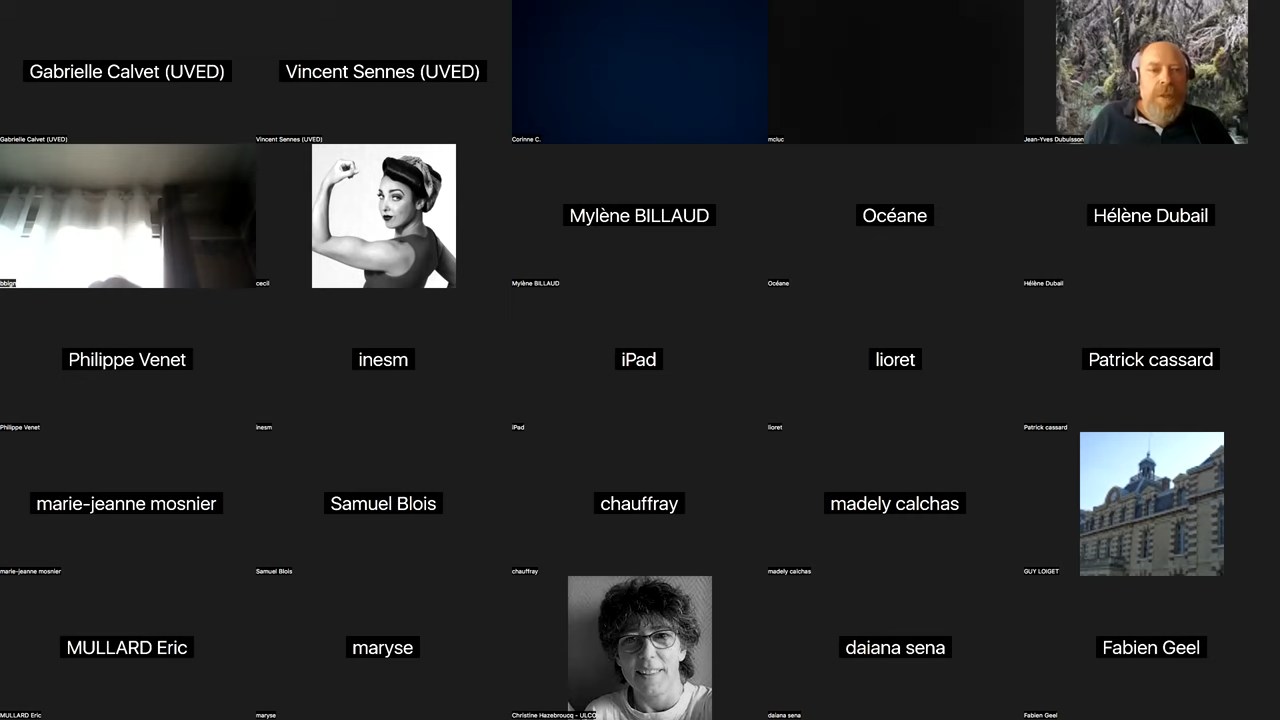 Gabrielle Calvet (UVED)
Vincent Sennes (UVED)
Gabrielle Calvet (UVED)
Vincent Sennes (UVED)
Corinne C.
mcluc
Jean-Yves Dubuisson
Mylène BILLAUD
Océane
Hélène Dubail
bbign
cecil
Mylène BILLAUD
Océane
Hélène Dubail
Philippe Venet
inesm
iPad
lioret
Patrick cassard
Philippe Venet
inesm
iPad
lioret
Patrick cassard
marie-jeanne mosnier
Samuel Blois
chauffray
madely calchas
marie-jeanne mosnier
Samuel Blois
chauffray
madely calchas
GUY LOIGET
MULLARD Eric
maryse
daiana sena
Fabien Geel
MULLARD Eric
maryse
Christine Hazebroucq - ULCO
daiana sena
Fabien Geel